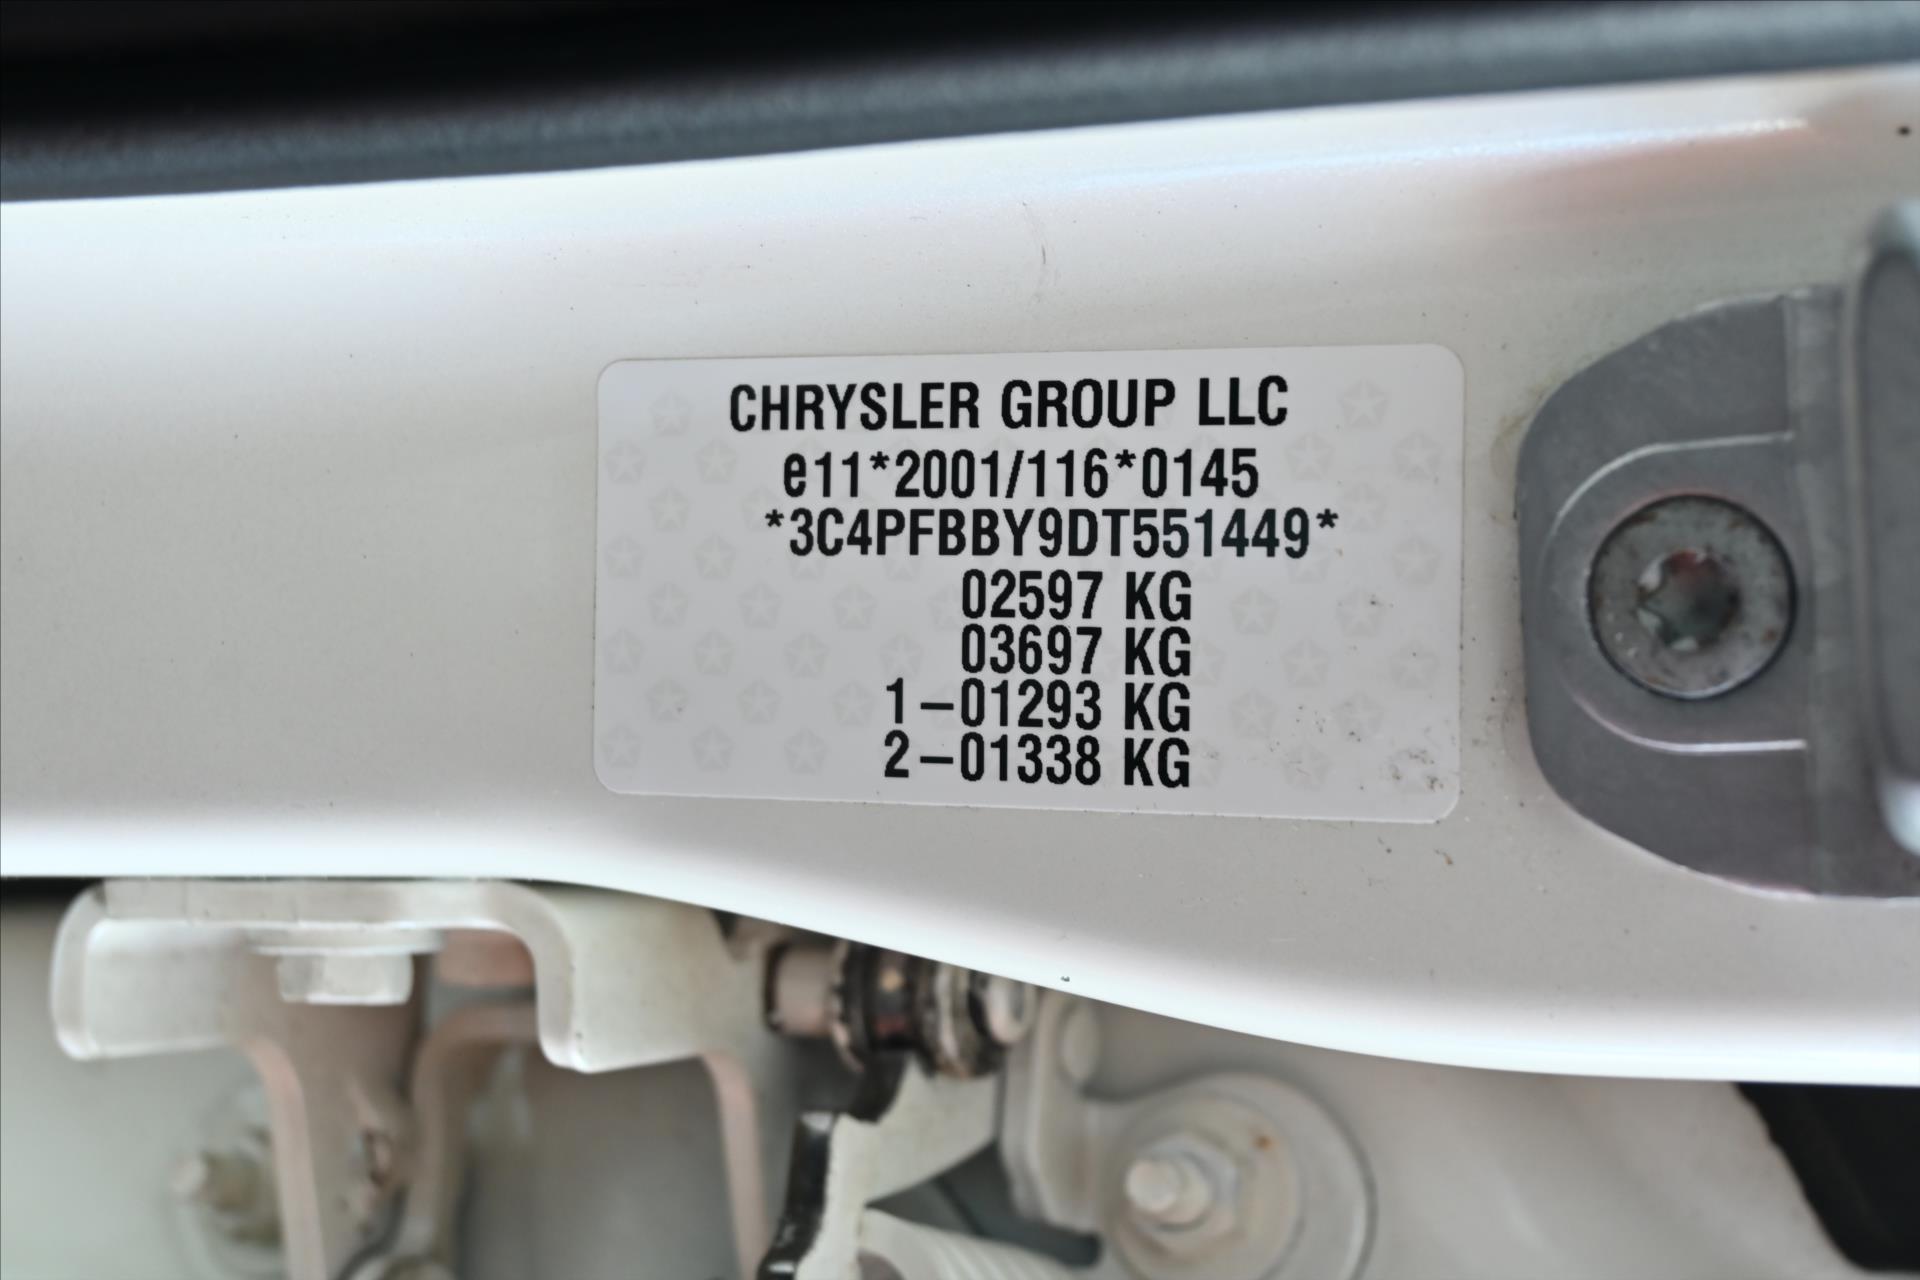 CHRYSLER GROUP LLC
e11*2001/116*0145
*3C4PFBBY9DT551449*
02597 KG
03697 KG
1-01293 KG
2-01338 KG